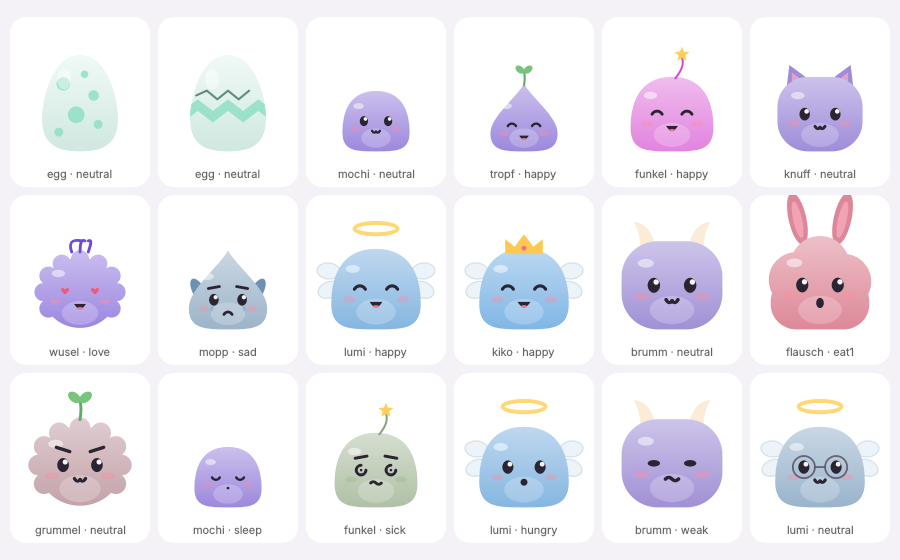 egg · neutral
egg · neutral
mochi · neutral
tropf · happy
funkel · happy
knuff · neutral
wusel · love
mopp · sad
lumi · happy
kiko · happy
brumm · neutral
flausch · eat1
grummel · neutral
mochi · sleep
funkel · sick
lumi · hungry
brumm · weak
lumi · neutral